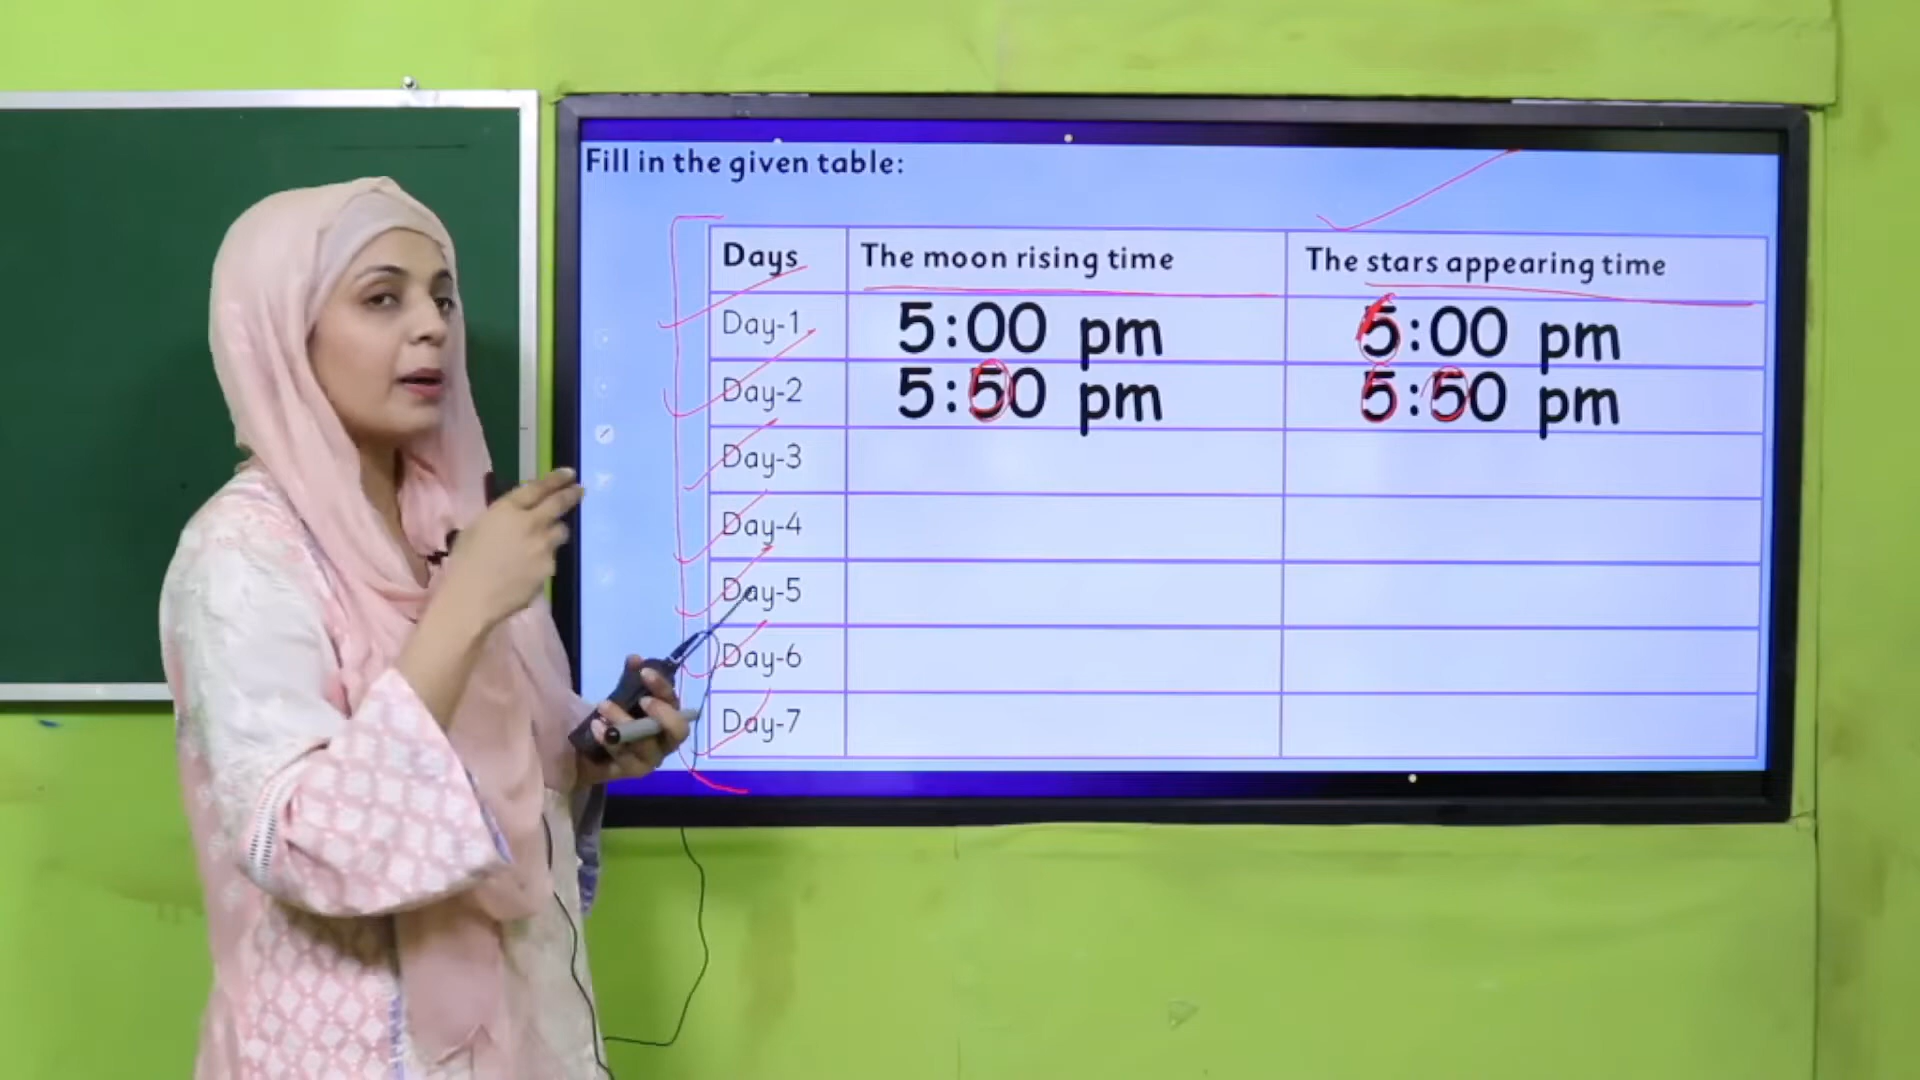 Fill in the given table:
Days The moon rising time The stars appearing time
Day-1 5:00 pm 5:00 pm
Day-2 5:50 pm 5:50 pm
Day-3
Day-4
Day-5
Day-6
Day-7